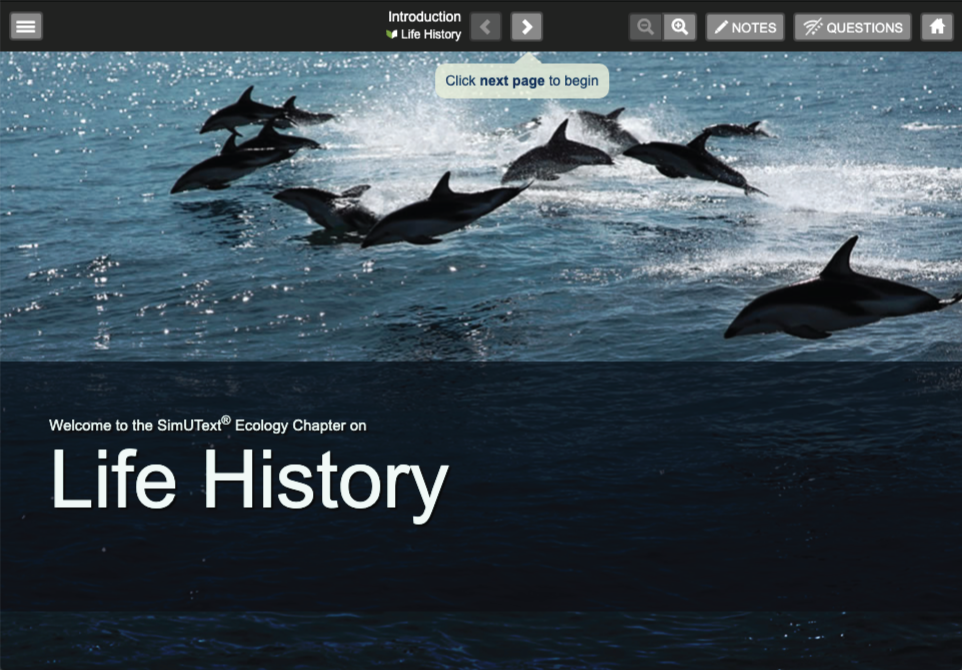 Introduction
Life History
NOTES
QUESTIONS
Click next page to begin
Welcome to the SimUText® Ecology Chapter on
Life History